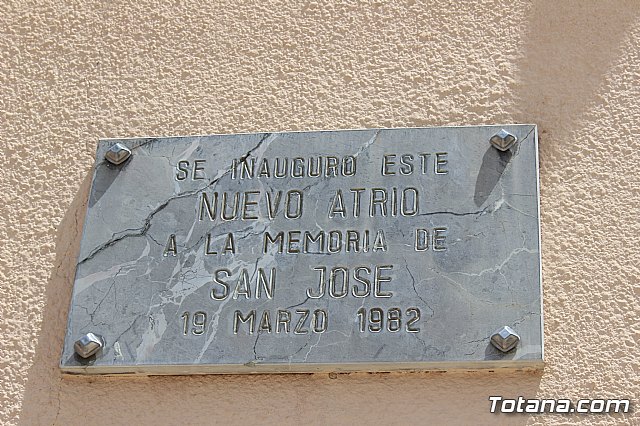 SE INAUGURO ESTE
NUEVO ATRIO
A LA MEMORIA DE
SAN JOSE
19 MARZO 1982
Totana.com